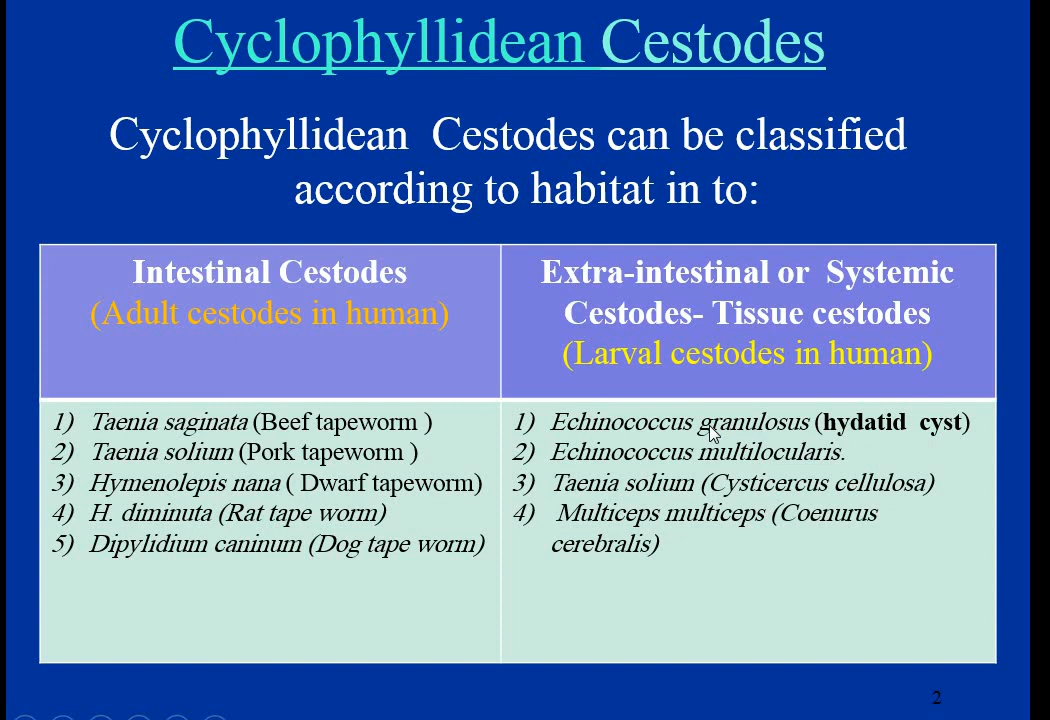 Cyclophyllidean Cestodes
Cyclophyllidean Cestodes can be classified
according to habitat in to:
Intestinal Cestodes
(Adult cestodes in human)
Extra-intestinal or Systemic
Cestodes- Tissue cestodes
(Larval cestodes in human)
1) Taenia saginata (Beef tapeworm )
2) Taenia solium (Pork tapeworm )
3) Hymenolepis nana ( Dwarf tapeworm)
4) H. diminuta (Rat tape worm)
5) Dipylidium caninum (Dog tape worm)
1) Echinococcus granulosus (hydatid cyst)
2) Echinococcus multilocularis.
3) Taenia solium (Cysticercus cellulosa)
4) Multiceps multiceps (Coenurus
cerebralis)
2